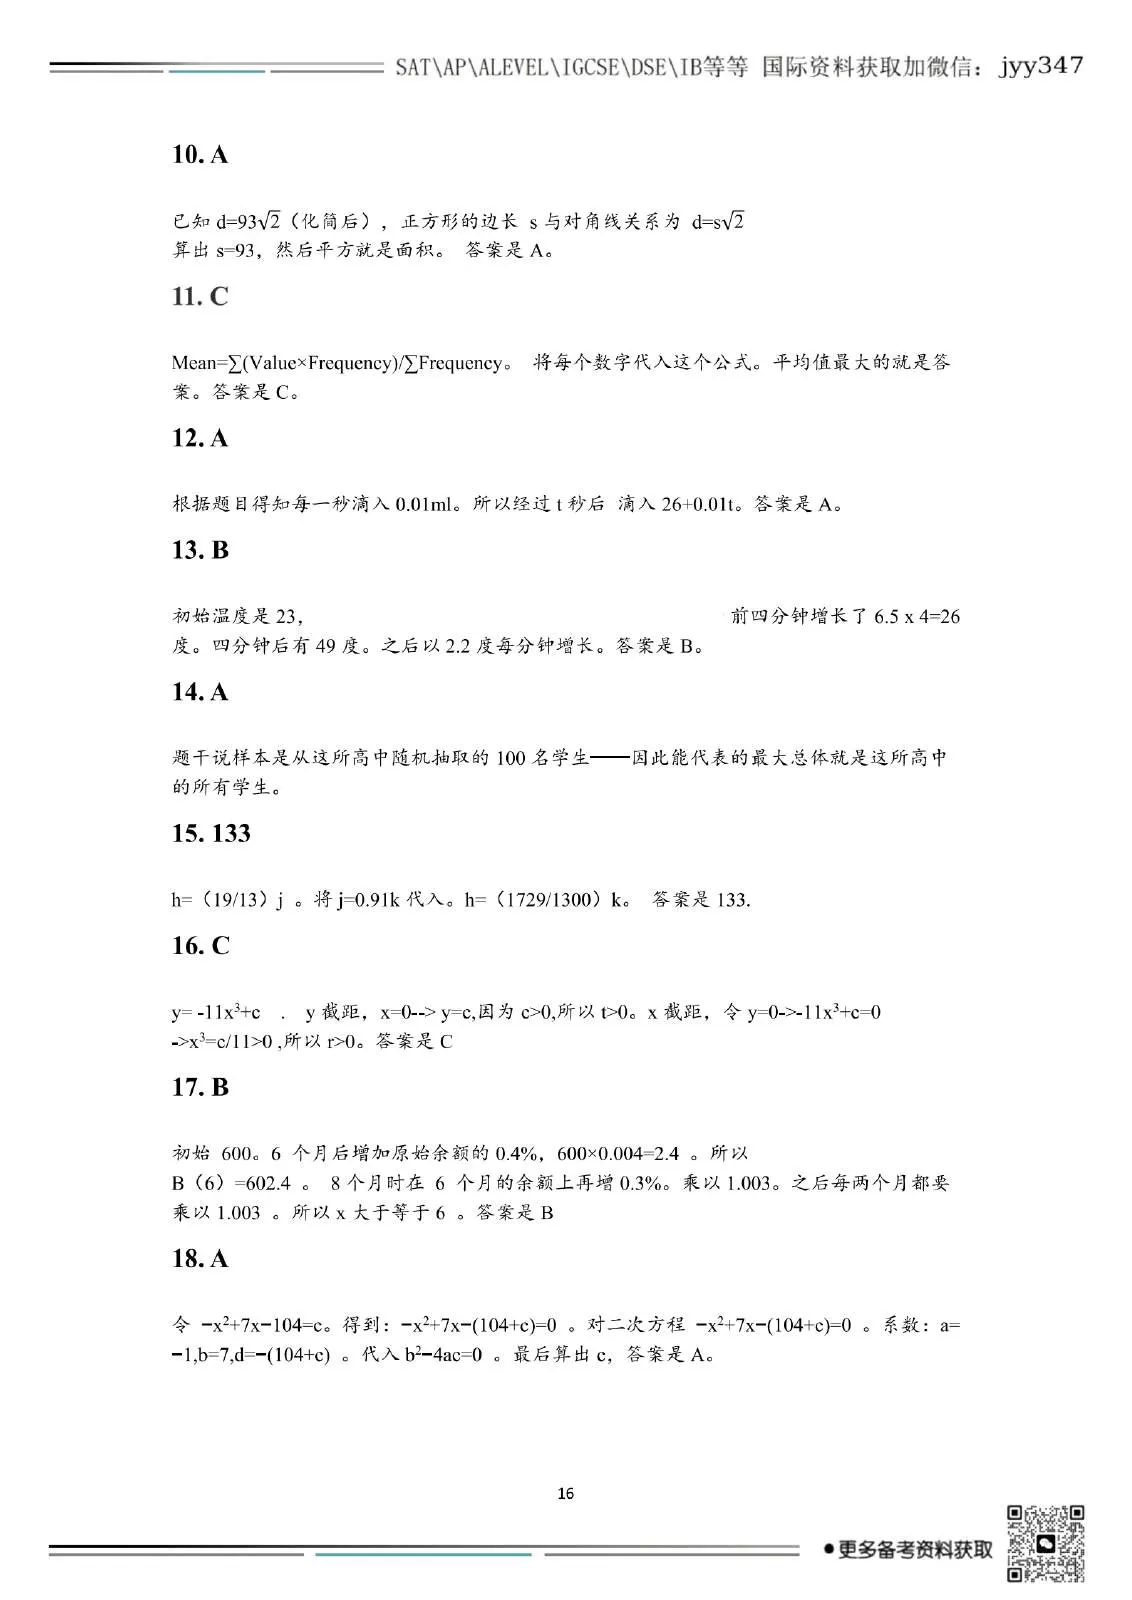 SAT\AP\ALEVEL\IGCSE\DSE\IB等等 国际资料获取加微信：jyy347
10. A
已知 d=93√2（化简后），正方形的边长 s 与对角线关系为 d=s√2
算出 s=93，然后平方就是面积。 答案是 A。
11. C
Mean=∑(Value×Frequency)/∑Frequency。 将每个数字代入这个公式。平均值最大的就是答
案。答案是 C。
12. A
根据题目得知每一秒滴入 0.01ml。所以经过 t 秒后 滴入 26+0.01t。答案是 A。
13. B
初始温度是 23， 前四分钟增长了 6.5 x 4=26
度。四分钟后有 49 度。之后以 2.2 度每分钟增长。答案是 B。
14. A
题干说样本是从这所高中随机抽取的 100 名学生——因此能代表的最大总体就是这所高中
的所有学生。
15. 133
h=（19/13）j 。将 j=0.91k 代入。h=（1729/1300）k。 答案是 133.
16. C
y= -11x³+c . y 截距，x=0--> y=c,因为 c>0,所以 t>0。x 截距，令 y=0->-11x³+c=0
->x³=c/11>0 ,所以 r>0。答案是 C
17. B
初始 600。6 个月后增加原始余额的 0.4%，600×0.004=2.4 。所以
B（6）=602.4 。 8 个月时在 6 个月的余额上再增 0.3%。乘以 1.003。之后每两个月都要
乘以 1.003 。所以 x 大于等于 6 。答案是 B
18. A
令 −x²+7x−104=c。得到：−x²+7x−(104+c)=0 。对二次方程 −x²+7x−(104+c)=0 。系数：a=
−1,b=7,d=−(104+c) 。代入 b²−4ac=0 。最后算出 c，答案是 A。
16
●更多备考资料获取